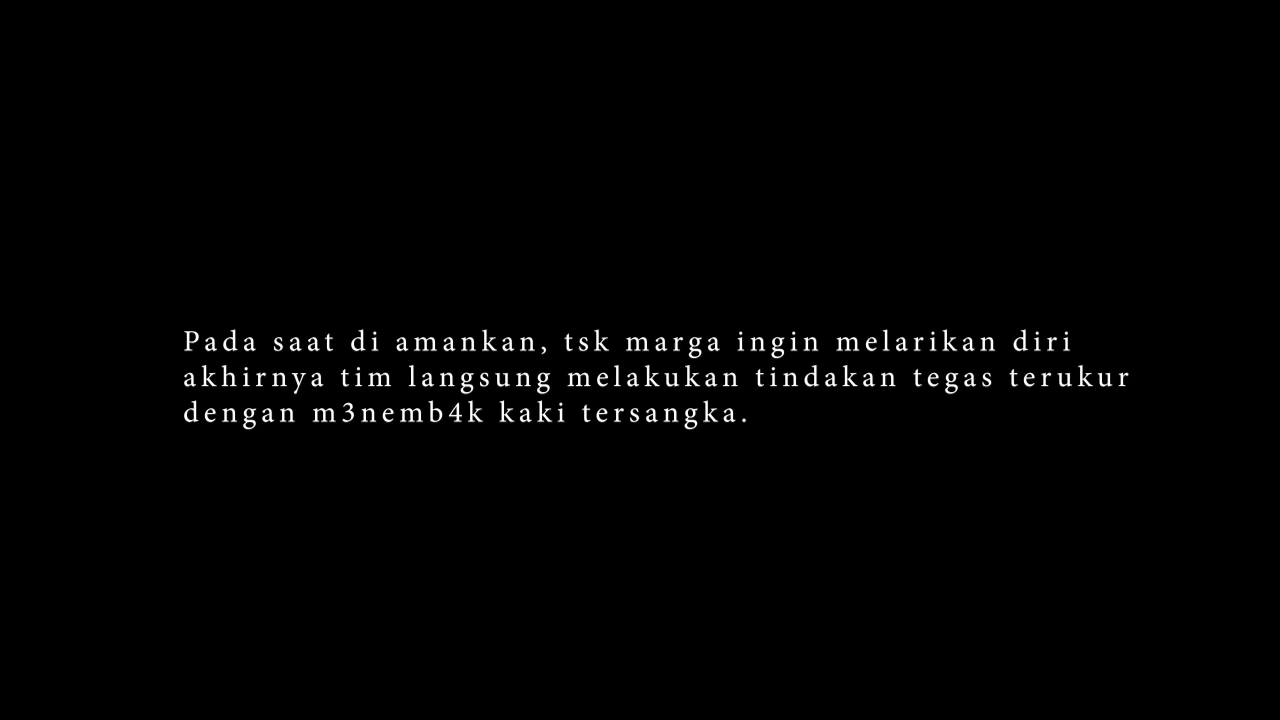 Pada saat di amankan, tsk marga ingin melarikan diri
akhirnya tim langsung melakukan tindakan tegas terukur
dengan m3nemb4k kaki tersangka.